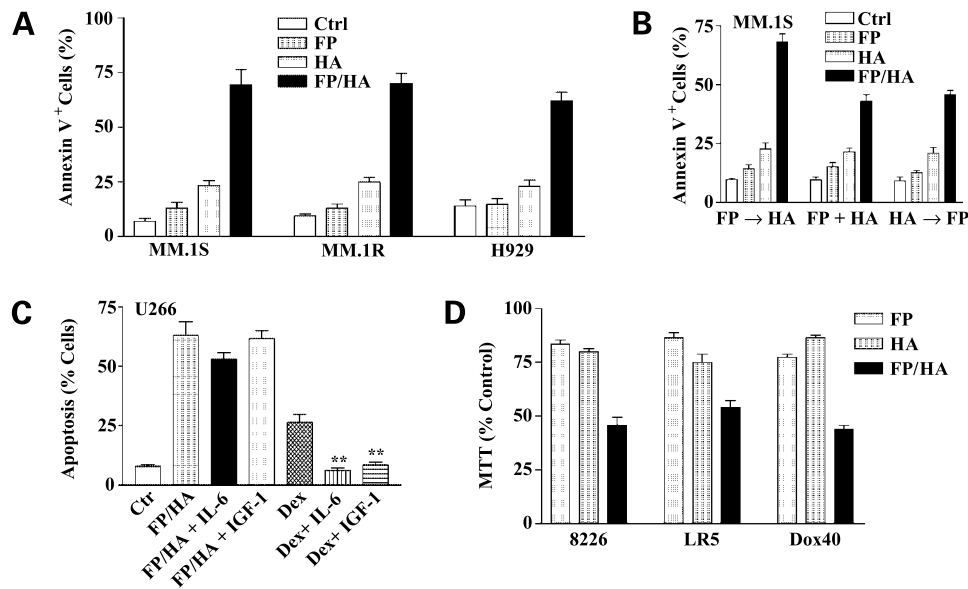 A
Annexin V + Cells (%)
100
75
50
25
0
Ctrl
FP
HA
FP/HA
MM.1S
MM.1R
H929
B
MM.1S
Annexin V + Cells (%)
75
50
25
0
Ctrl
FP
HA
FP/HA
FP → HA
FP + HA
HA → FP
C
U266
Apoptosis (% Cells)
75
50
25
0
Ctr
FP/HA
FP/HA + IL-6
FP/HA + IGF-1
Dex
Dex+ IL-6
Dex+ IGF-1
**
**
D
MTT (% Control)
100
75
50
25
0
FP
HA
FP/HA
8226
LR5
Dox40